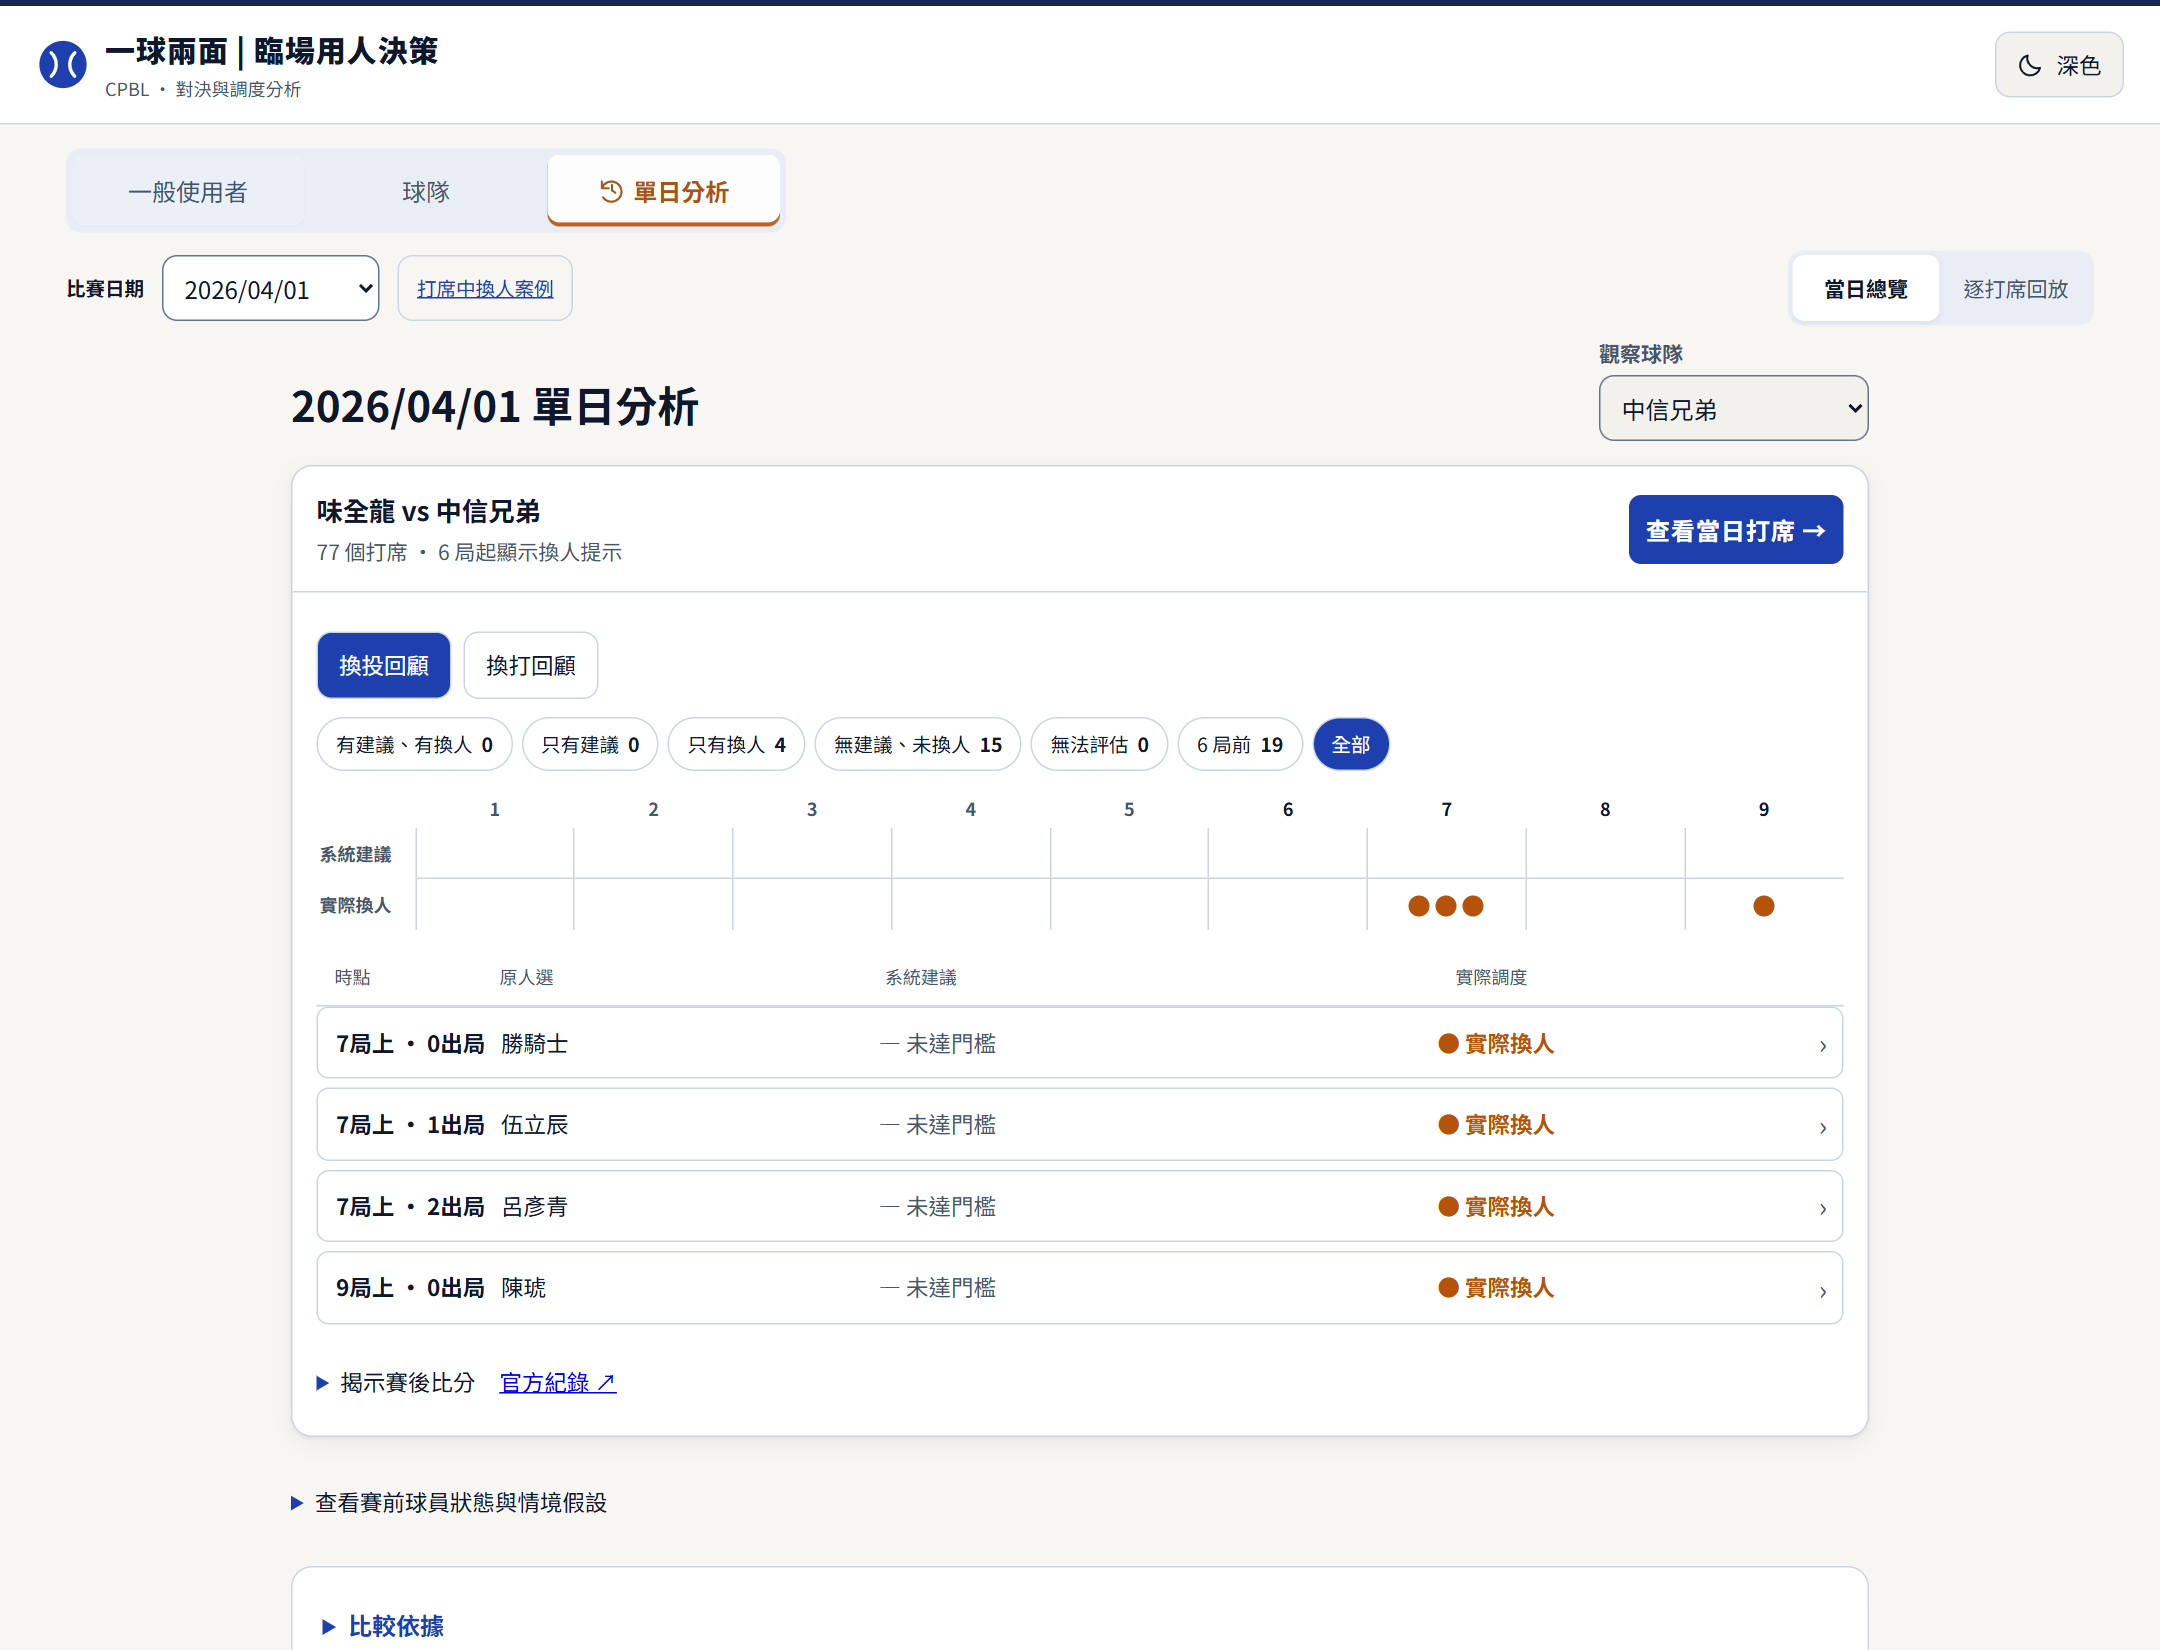 一球兩面 | 臨場用人決策
CPBL ・ 對決與調度分析
深色
一般使用者
球隊
單日分析
比賽日期
2026/04/01
打席中換人案例
當日總覽
逐打席回放
觀察球隊
2026/04/01 單日分析
中信兄弟
味全龍 vs 中信兄弟
77 個打席 ・ 6 局起顯示換人提示
查看當日打席 →
換投回顧
換打回顧
有建議、有換人 0
只有建議 0
只有換人 4
無建議、未換人 15
無法評估 0
6 局前 19
全部
1 2 3 4 5 6 7 8 9
系統建議
實際換人
時點 原人選 系統建議 實際調度
7局上 ・ 0出局 勝騎士 — 未達門檻 ● 實際換人 ›
7局上 ・ 1出局 伍立辰 — 未達門檻 ● 實際換人 ›
7局上 ・ 2出局 呂彥青 — 未達門檻 ● 實際換人 ›
9局上 ・ 0出局 陳琥 — 未達門檻 ● 實際換人 ›
▶ 揭示賽後比分 官方紀錄 ↗
▶ 查看賽前球員狀態與情境假設
▶ 比較依據